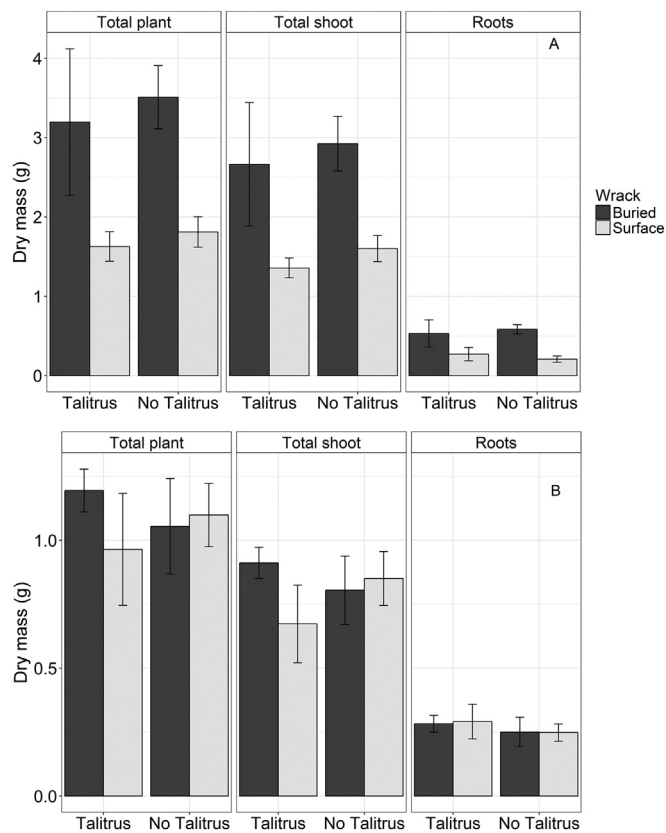 Total plant Total shoot Roots
A
4
3
2
1
0
Dry mass (g)
Talitrus No Talitrus Talitrus No Talitrus Talitrus No Talitrus
Wrack
Buried
Surface
Total plant Total shoot Roots
B
1.0
0.5
0.0
Dry mass (g)
Talitrus No Talitrus Talitrus No Talitrus Talitrus No Talitrus